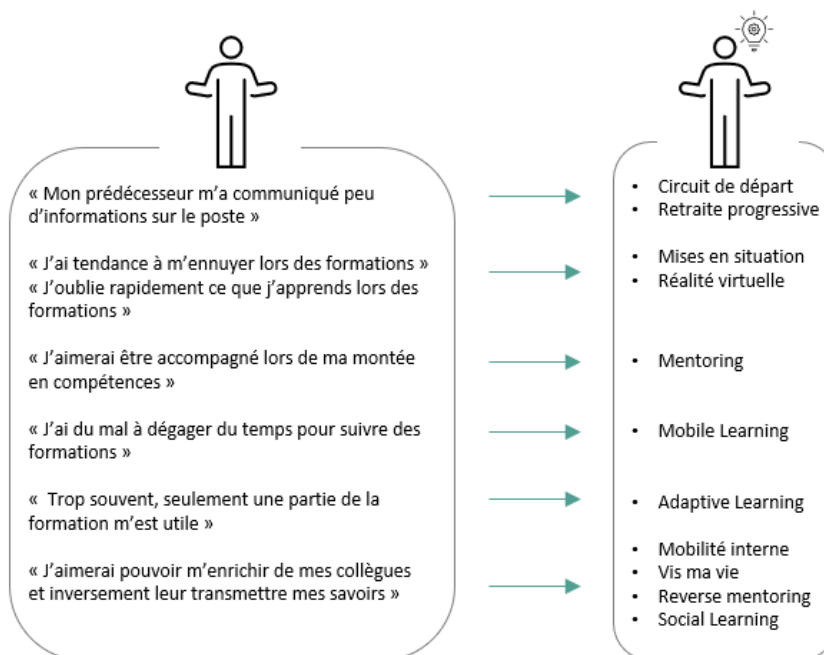 « Mon prédécesseur m'a communiqué peu
d'informations sur le poste »
• Circuit de départ
• Retraite progressive
« J'ai tendance à m'ennuyer lors des formations »
« J'oublie rapidement ce que j'apprends lors des
formations »
• Mises en situation
• Réalité virtuelle
« J'aimerai être accompagné lors de ma montée
en compétences »
• Mentoring
« J'ai du mal à dégager du temps pour suivre des
formations »
• Mobile Learning
« Trop souvent, seulement une partie de la
formation m'est utile »
• Adaptive Learning
« J'aimerai pouvoir m'enrichir de mes collègues
et inversement leur transmettre mes savoirs »
• Mobilité interne
• Vis ma vie
• Reverse mentoring
• Social Learning